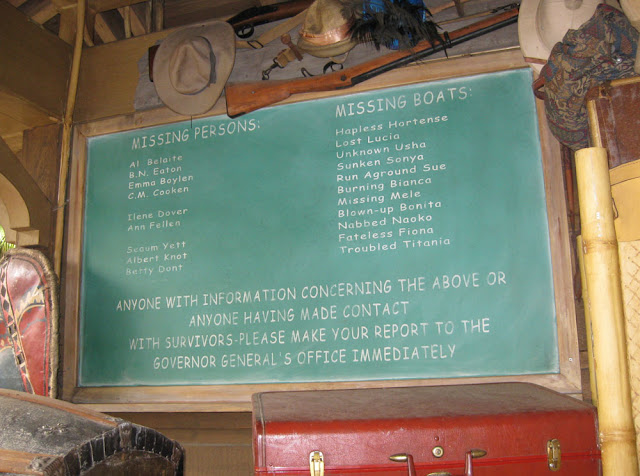 MISSING PERSONS:
Al Belaite
B.N. Eaton
Emma Boylen
C.M. Cooken
Ilene Dover
Ann Fellen
Scaum Yett
Albert Knot
Betty Dont
MISSING BOATS:
Hapless Hortense
Lost Lucia
Unknown Usha
Sunken Sonya
Run Aground Sue
Burning Bianca
Missing Mele
Blown-up Bonita
Nabbed Naoko
Fateless Fiona
Troubled Titania
ANYONE WITH INFORMATION CONCERNING THE ABOVE OR
ANYONE HAVING MADE CONTACT
WITH SURVIVORS-PLEASE MAKE YOUR REPORT TO THE
GOVERNOR GENERAL'S OFFICE IMMEDIATELY